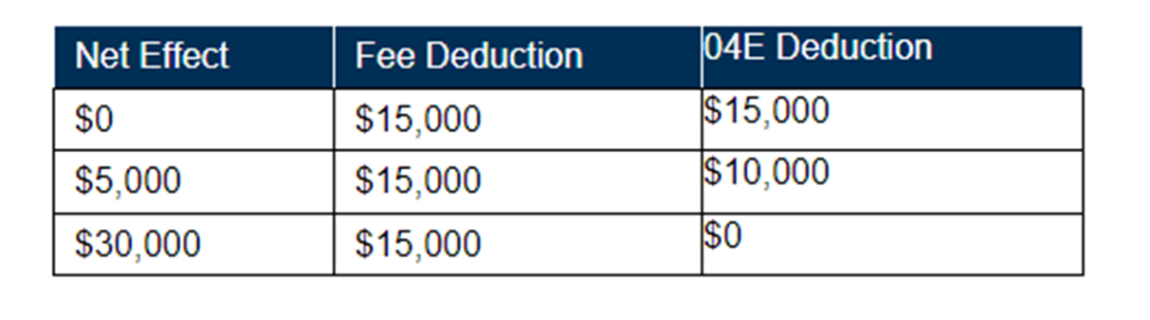 Net Effect Fee Deduction 04E Deduction
$0 $15,000 $15,000
$5,000 $15,000 $10,000
$30,000 $15,000 $0